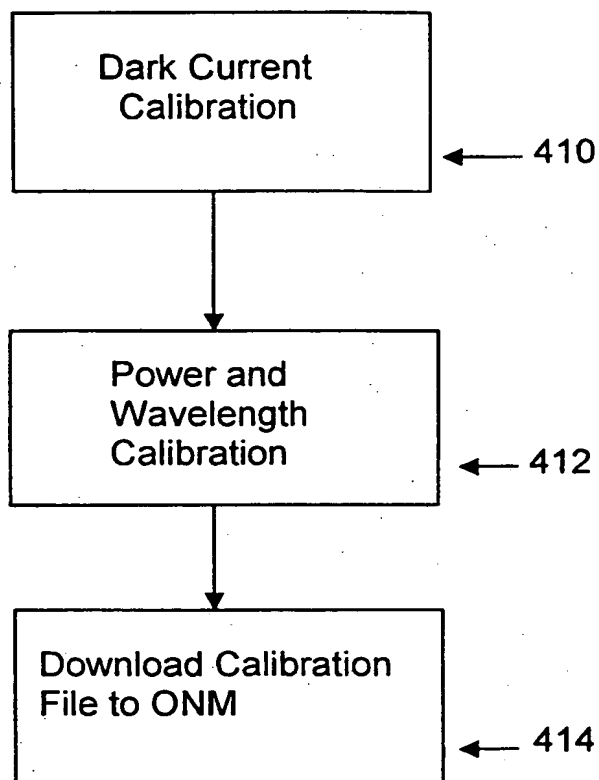 Dark Current
Calibration
410
Power and
Wavelength
Calibration
412
Download Calibration
File to ONM
414